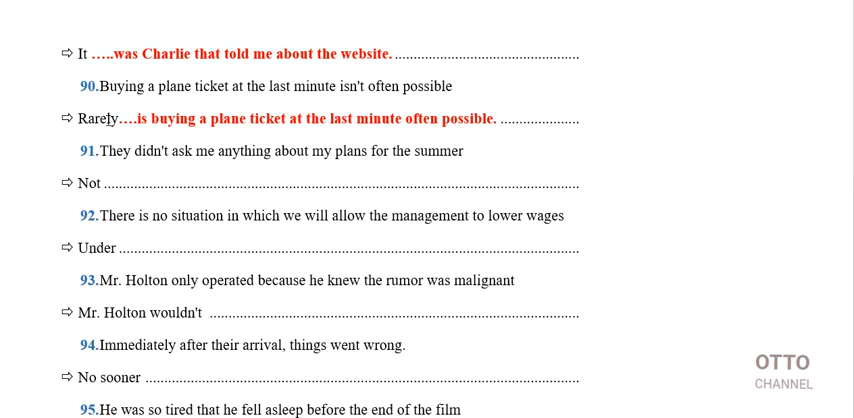 ⇨ It …..was Charlie that told me about the website. ................................................
90.Buying a plane ticket at the last minute isn't often possible
⇨ Rarely….is buying a plane ticket at the last minute often possible. .....................
91.They didn't ask me anything about my plans for the summer
⇨ Not ...............................................................................................................................
92.There is no situation in which we will allow the management to lower wages
⇨ Under ...........................................................................................................................
93.Mr. Holton only operated because he knew the rumor was malignant
⇨ Mr. Holton wouldn't ...................................................................................................
94.Immediately after their arrival, things went wrong.
⇨ No sooner ....................................................................................................................
95.He was so tired that he fell asleep before the end of the film
OTTO
CHANNEL